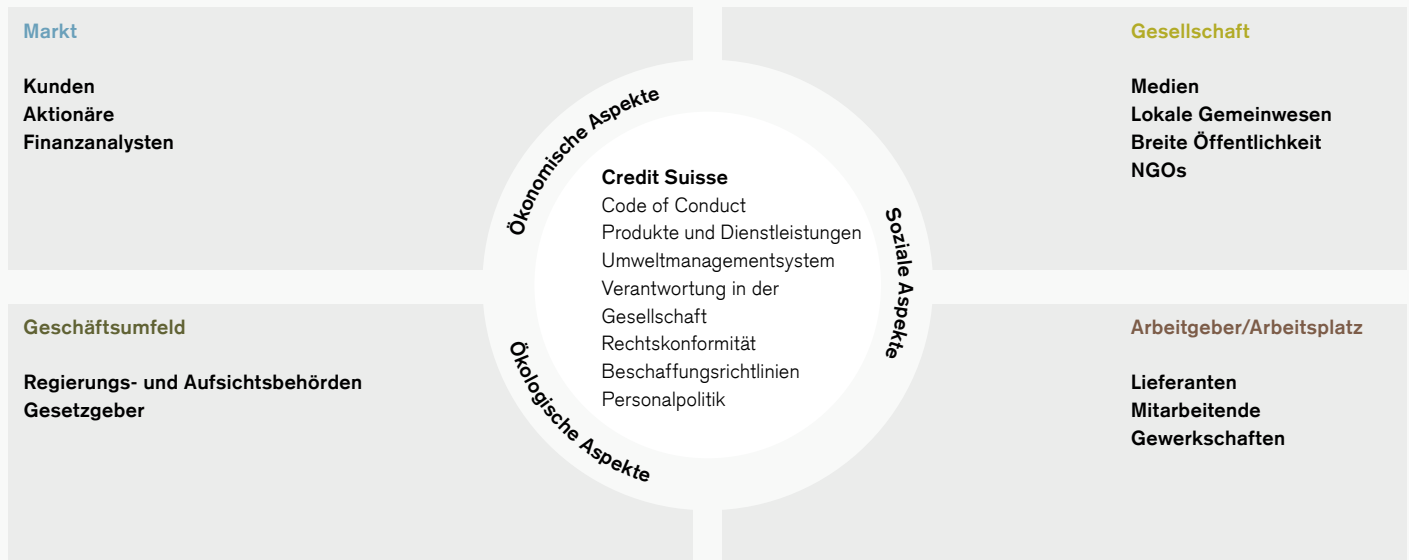 Markt
Kunden
Aktionäre
Finanzanalysten
Gesellschaft
Medien
Lokale Gemeinwesen
Breite Öffentlichkeit
NGOs
Ökonomische Aspekte
Soziale Aspekte
Ökologische Aspekte
Credit Suisse
Code of Conduct
Produkte und Dienstleistungen
Umweltmanagementsystem
Verantwortung in der
Gesellschaft
Rechtskonformität
Beschaffungsrichtlinien
Personalpolitik
Geschäftsumfeld
Regierungs- und Aufsichtsbehörden
Gesetzgeber
Arbeitgeber/Arbeitsplatz
Lieferanten
Mitarbeitende
Gewerkschaften